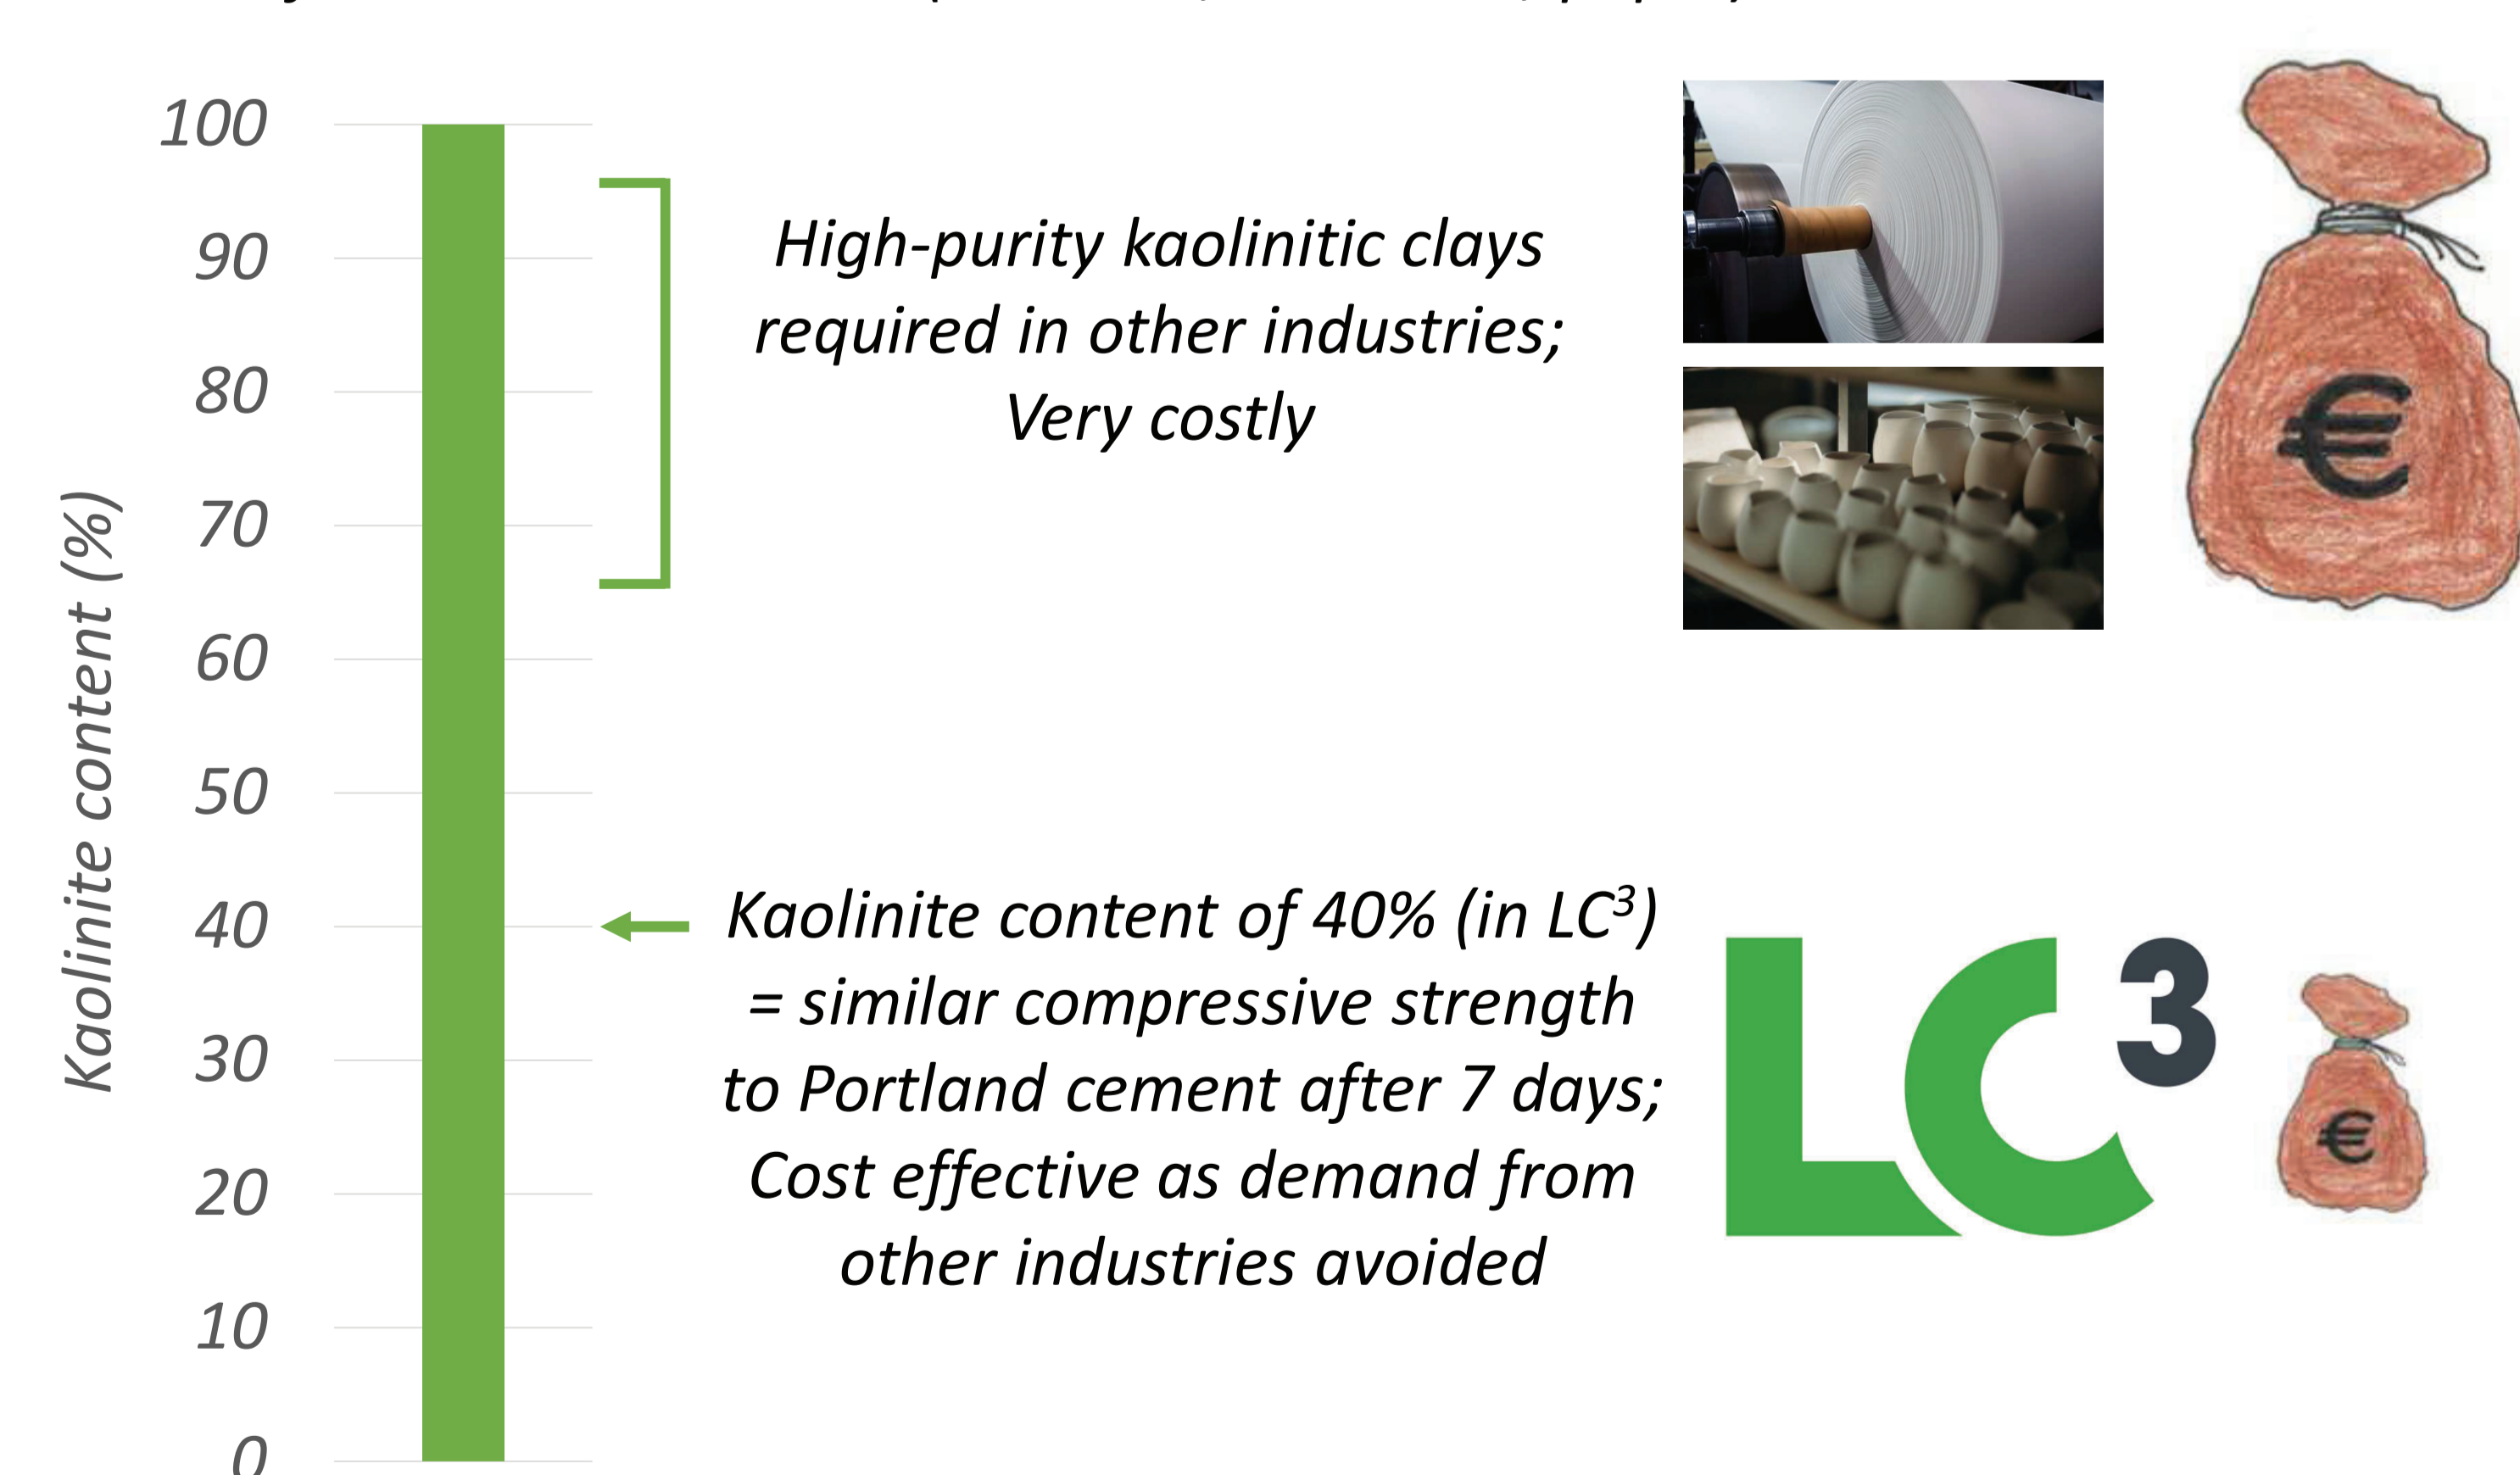 100
90
80
70
60
50
40
30
20
10
0
Kaolinite content (%)
High-purity kaolinitic clays
required in other industries;
Very costly
€
Kaolinite content of 40% (in LC³)
= similar compressive strength
to Portland cement after 7 days;
Cost effective as demand from
other industries avoided
LC³
€